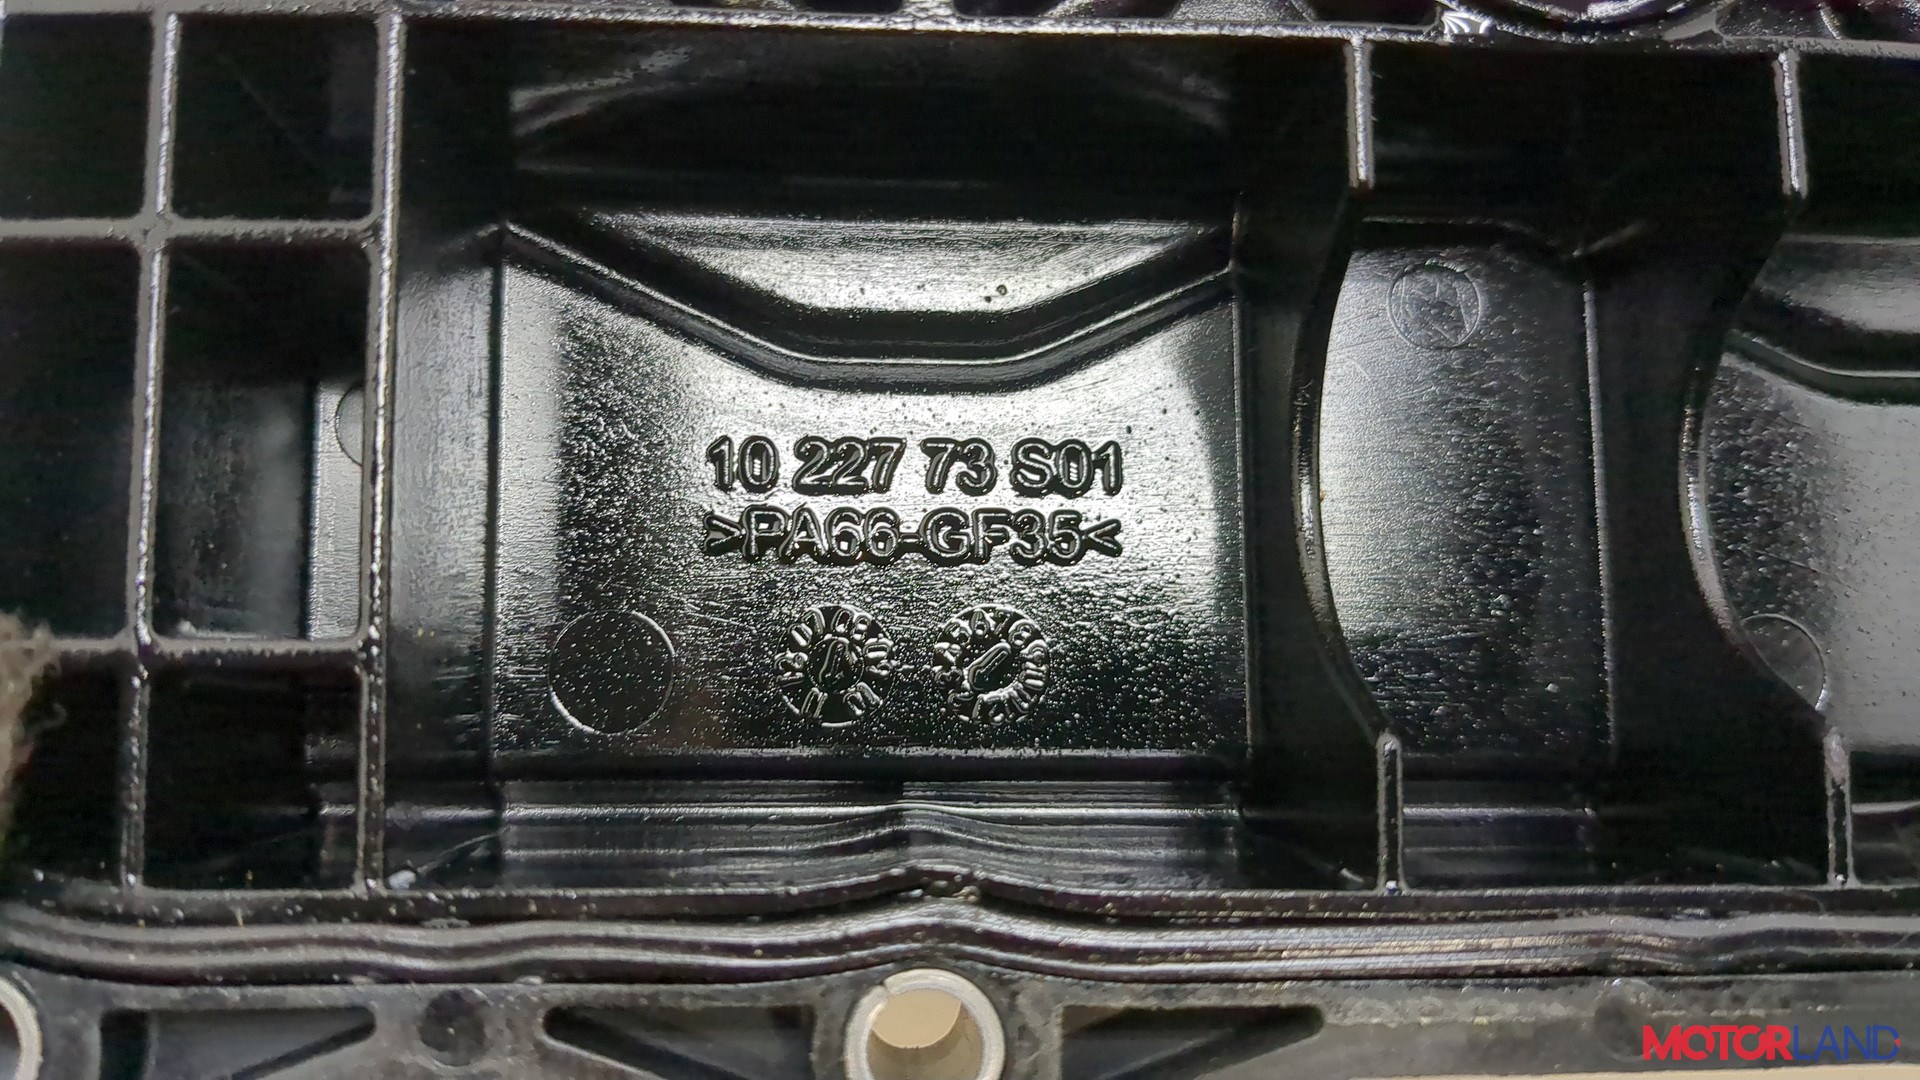 10 227 73 S01
>PA66-GF35<
MOTORLAND